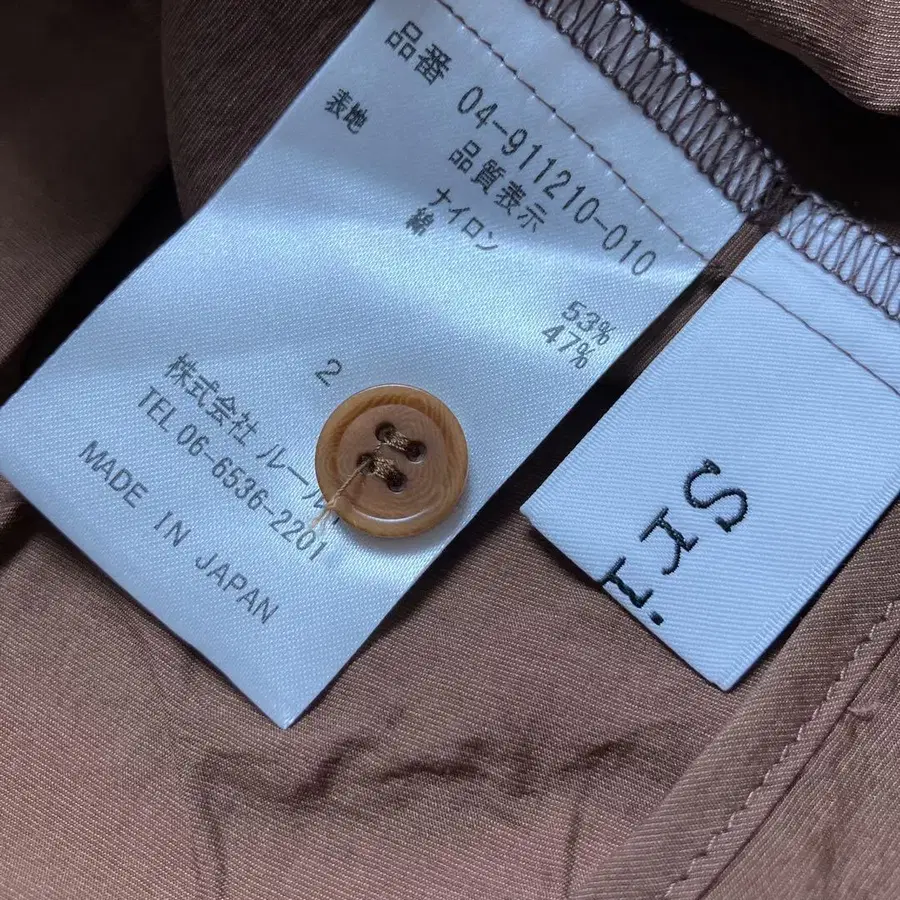 品番 04-911210-010
品質表示
表地 ナイロン 53%
綿 47%
2
株式会社 ルール
TEL 06-6536-2201
MADE IN JAPAN